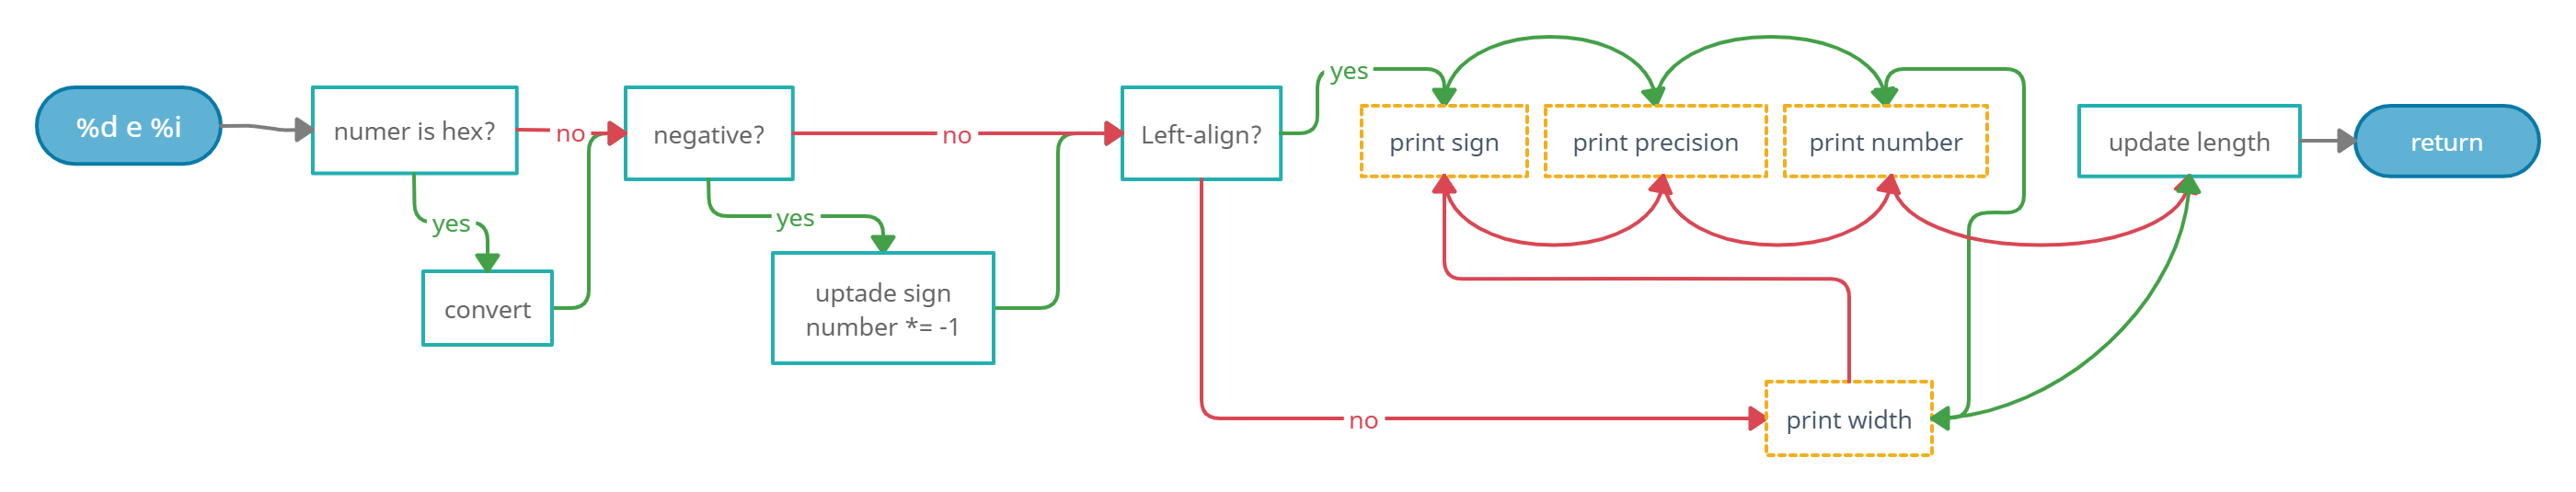 %d e %i
numer is hex?
no
yes
convert
negative?
no
yes
uptade sign
number *= -1
Left-align?
yes
no
print sign
print precision
print number
print width
update length
return